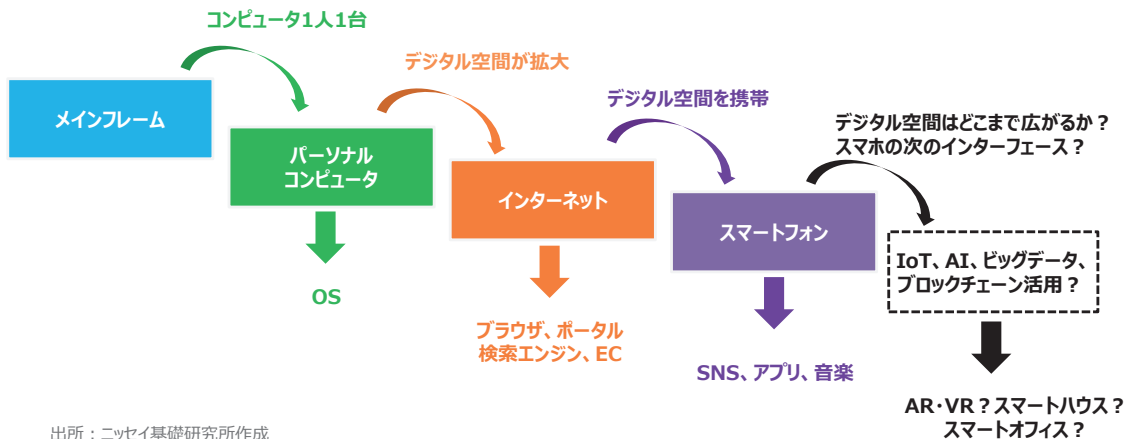 コンピュータ1人1台
メインフレーム
デジタル空間が拡大
パーソナル
コンピュータ
OS
デジタル空間を携帯
インターネット
ブラウザ、ポータル
検索エンジン、EC
デジタル空間はどこまで広がるか？
スマホの次のインターフェース？
スマートフォン
SNS、アプリ、音楽
IoT、AI、ビッグデータ、
ブロックチェーン活用？
AR・VR？スマートハウス？
スマートオフィス？
出所：ニッセイ基礎研究所作成